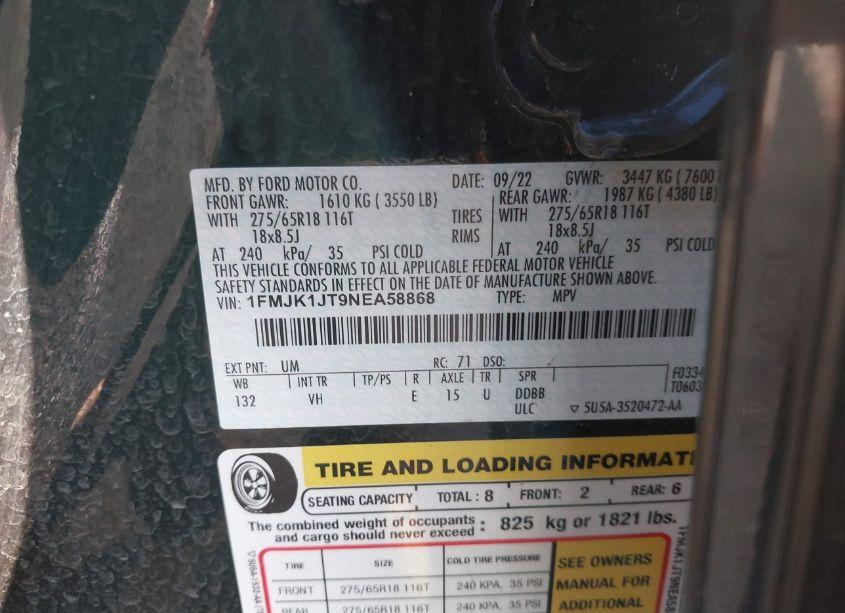 MFD. BY FORD MOTOR CO. DATE: 09/22 GVWR: 3447 KG ( 7600
FRONT GAWR: 1610 KG ( 3550 LB) REAR GAWR: 1987 KG ( 4380 LB)
WITH 275/65R18 116T TIRES WITH 275/65R18 116T
18x8.5J RIMS 18x8.5J
AT 240 kPa/ 35 PSI COLD AT 240 kPa/ 35 PSI COLD
THIS VEHICLE CONFORMS TO ALL APPLICABLE FEDERAL MOTOR VEHICLE
SAFETY STANDARDS IN EFFECT ON THE DATE OF MANUFACTURE SHOWN ABOVE.
VIN: 1FMJK1JT9NEA58868 TYPE: MPV
EXT PNT: UM RC: 71 DSO: F0334
WB INT TR TP/PS R AXLE TR SPR T0603
132 VH E 15 U DDBB
ULC ▽ 5U5A-3520472-AA
TIRE AND LOADING INFORMATI
SEATING CAPACITY TOTAL : 8 FRONT: 2 REAR: 6
The combined weight of occupants and cargo should never exceed : 825 kg or 1821 lbs.
TIRE SIZE COLD TIRE PRESSURE SEE OWNERS
FRONT 275/65R18 116T 240 KPA, 35 PSI MANUAL FOR
REAR 275/65R18 116T 240 KPA, 35 PSI ADDITIONAL